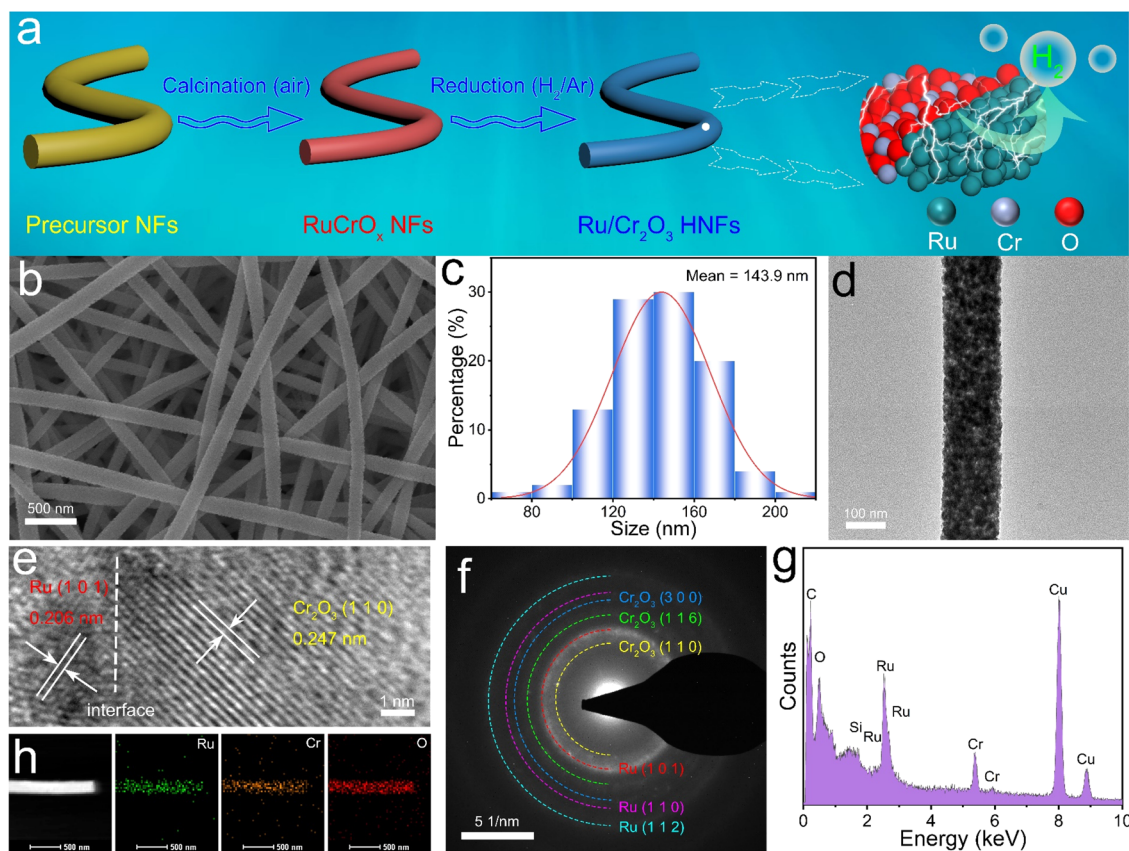 a
Calcination (air)
Reduction (H₂/Ar)
H₂
Precursor NFs
RuCrOₓ NFs
Ru/Cr₂O₃ HNFs
Ru
Cr
O
b
500 nm
c
Mean = 143.9 nm
Percentage (%)
30
20
10
0
80
120
160
200
Size (nm)
d
100 nm
e
Ru (1 0 1)
0.206 nm
Cr₂O₃ (1 1 0)
0.247 nm
interface
1 nm
f
Cr₂O₃ (3 0 0)
Cr₂O₃ (1 1 6)
Cr₂O₃ (1 1 0)
Ru (1 0 1)
Ru (1 1 0)
Ru (1 1 2)
5 1/nm
g
Counts
C
O
Si
Ru
Ru
Ru
Cr
Cr
Cu
Cu
0
2
4
6
8
10
Energy (keV)
h
Ru
Cr
O
500 nm
500 nm
500 nm
500 nm